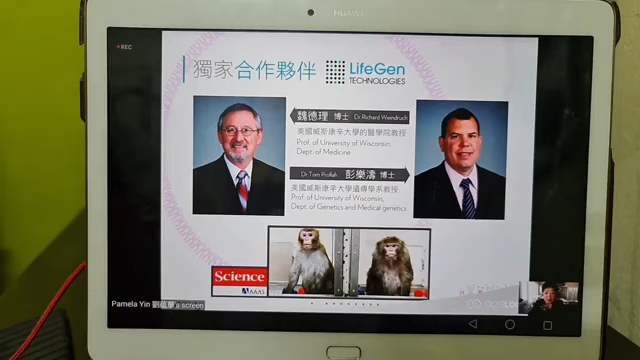 HUAWEI
REC
獨家合作夥伴
LifeGen
TECHNOLOGIES
魏德理 博士 Dr.Richard Weindruch
美國威斯康辛大學的醫學院教授
Prof. of University of Wisconsin,
Dept. of Medicine
Dr.Tom Prollah 彭樂濤 博士
美國威斯康辛大學遺傳學系教授
Prof. of University of Wisconsin,
Dept. of Genetics and Medical genetics
Science
AAAS
Pamela Yin 劉蘊華's screen